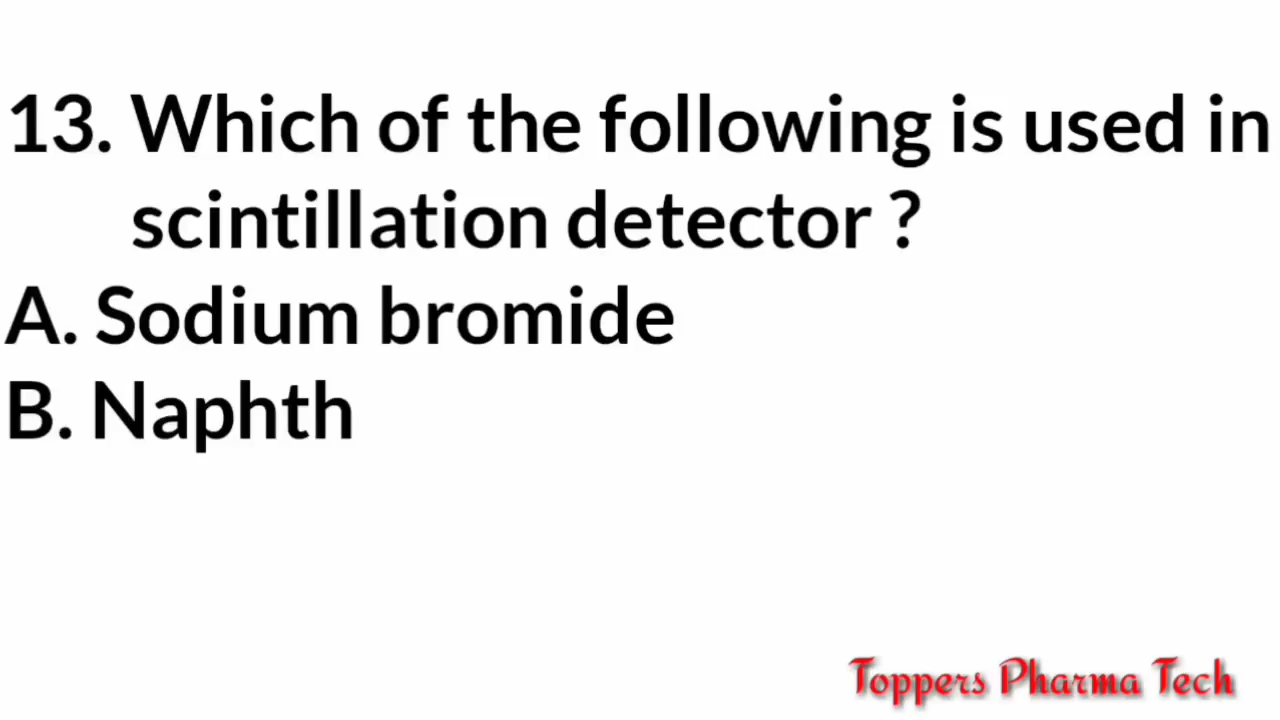 13. Which of the following is used in
scintillation detector ?
A. Sodium bromide
B. Naphth
Toppers Pharma Tech